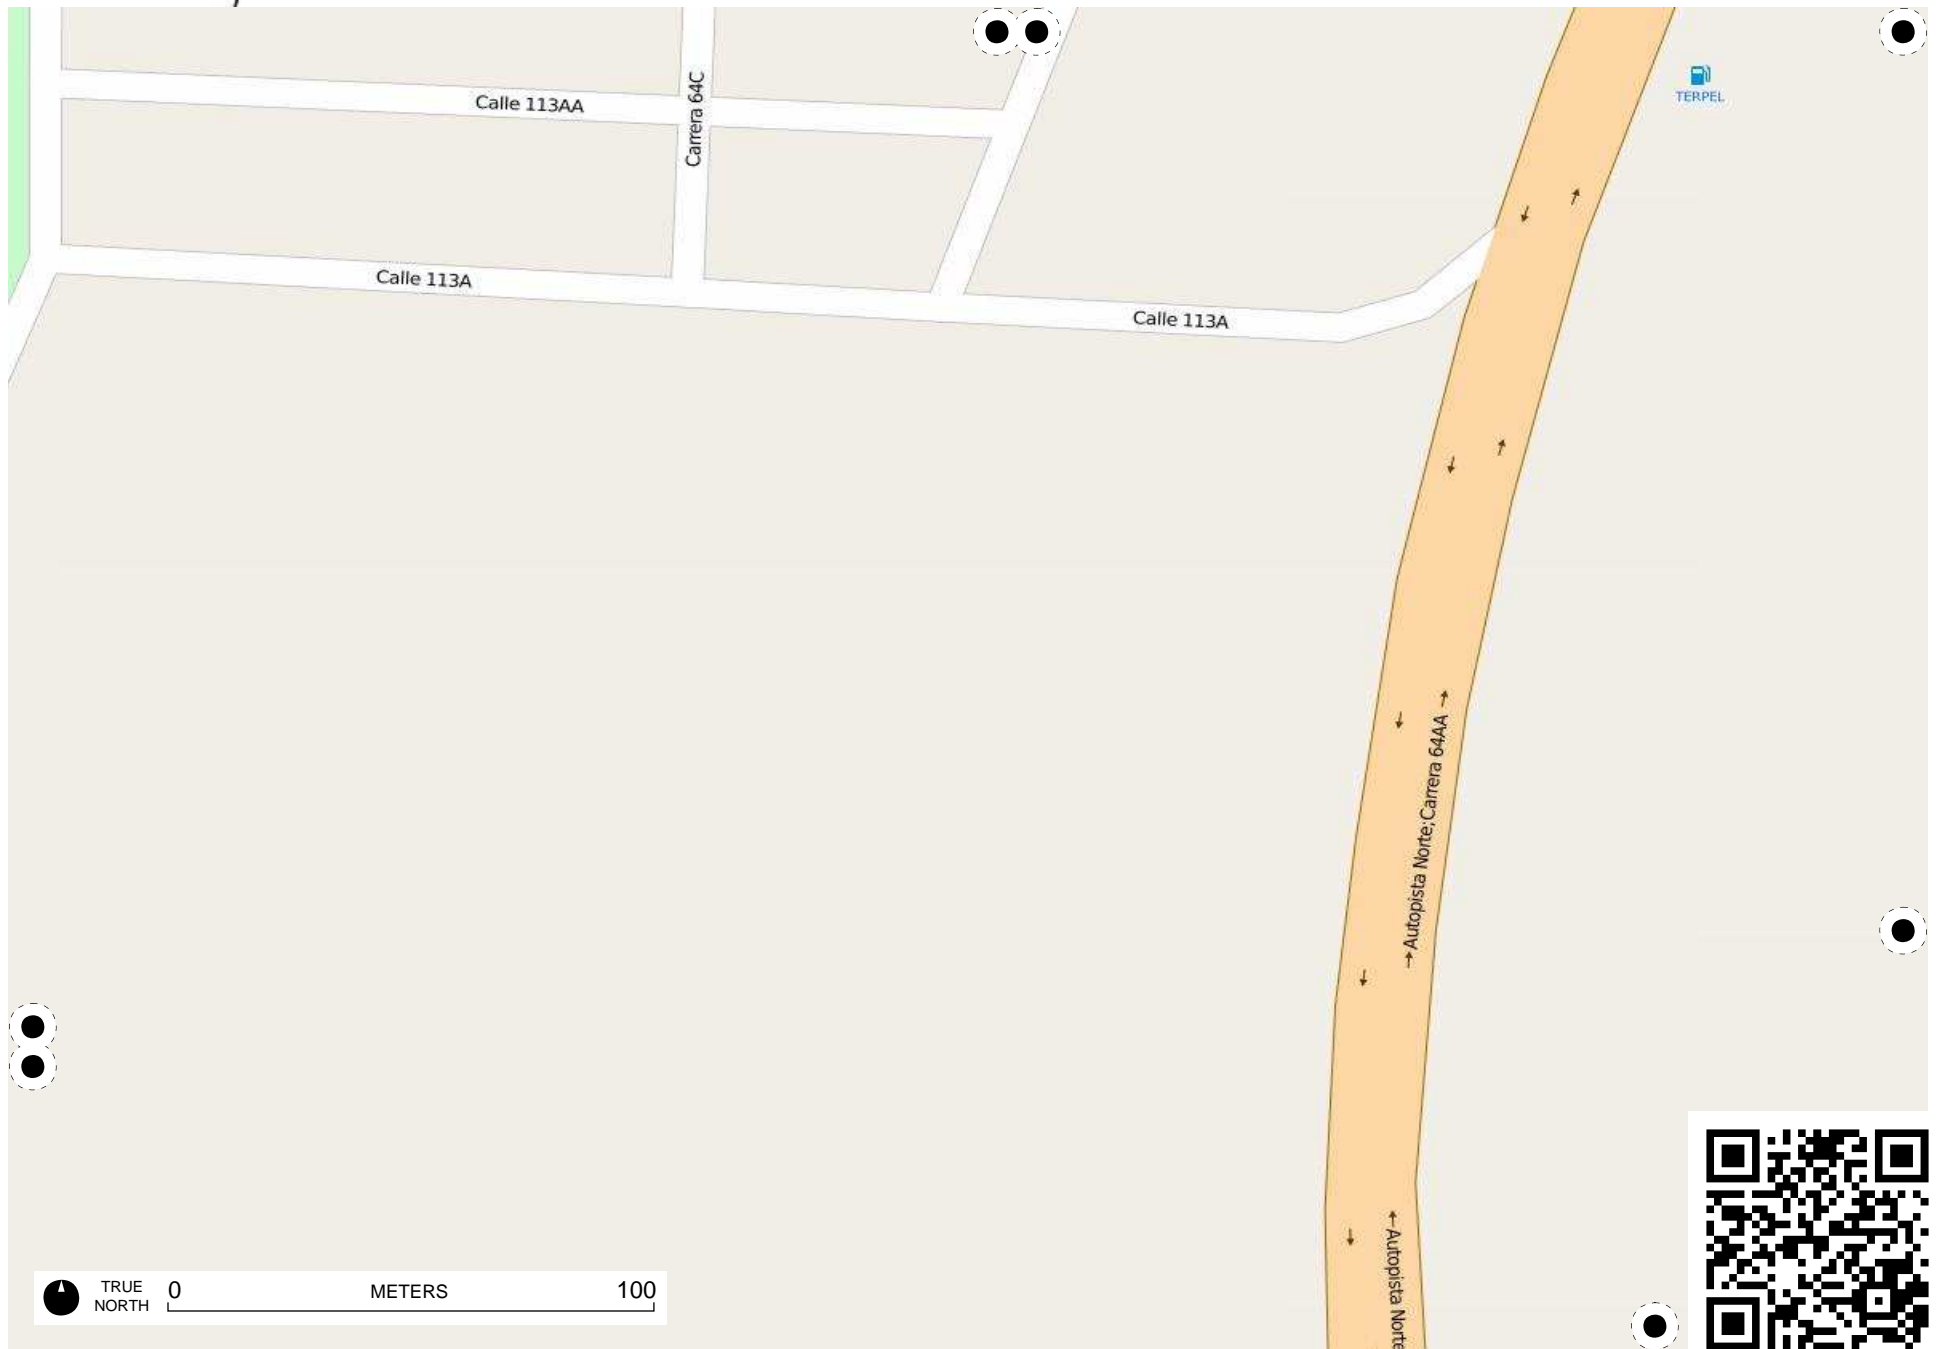 TERPEL
Calle 113AA
Carrera 64C
Calle 113A
Calle 113A
Autopista Norte;Carrera 64AA
Autopista Norte
TRUE
NORTH
0
METERS
100